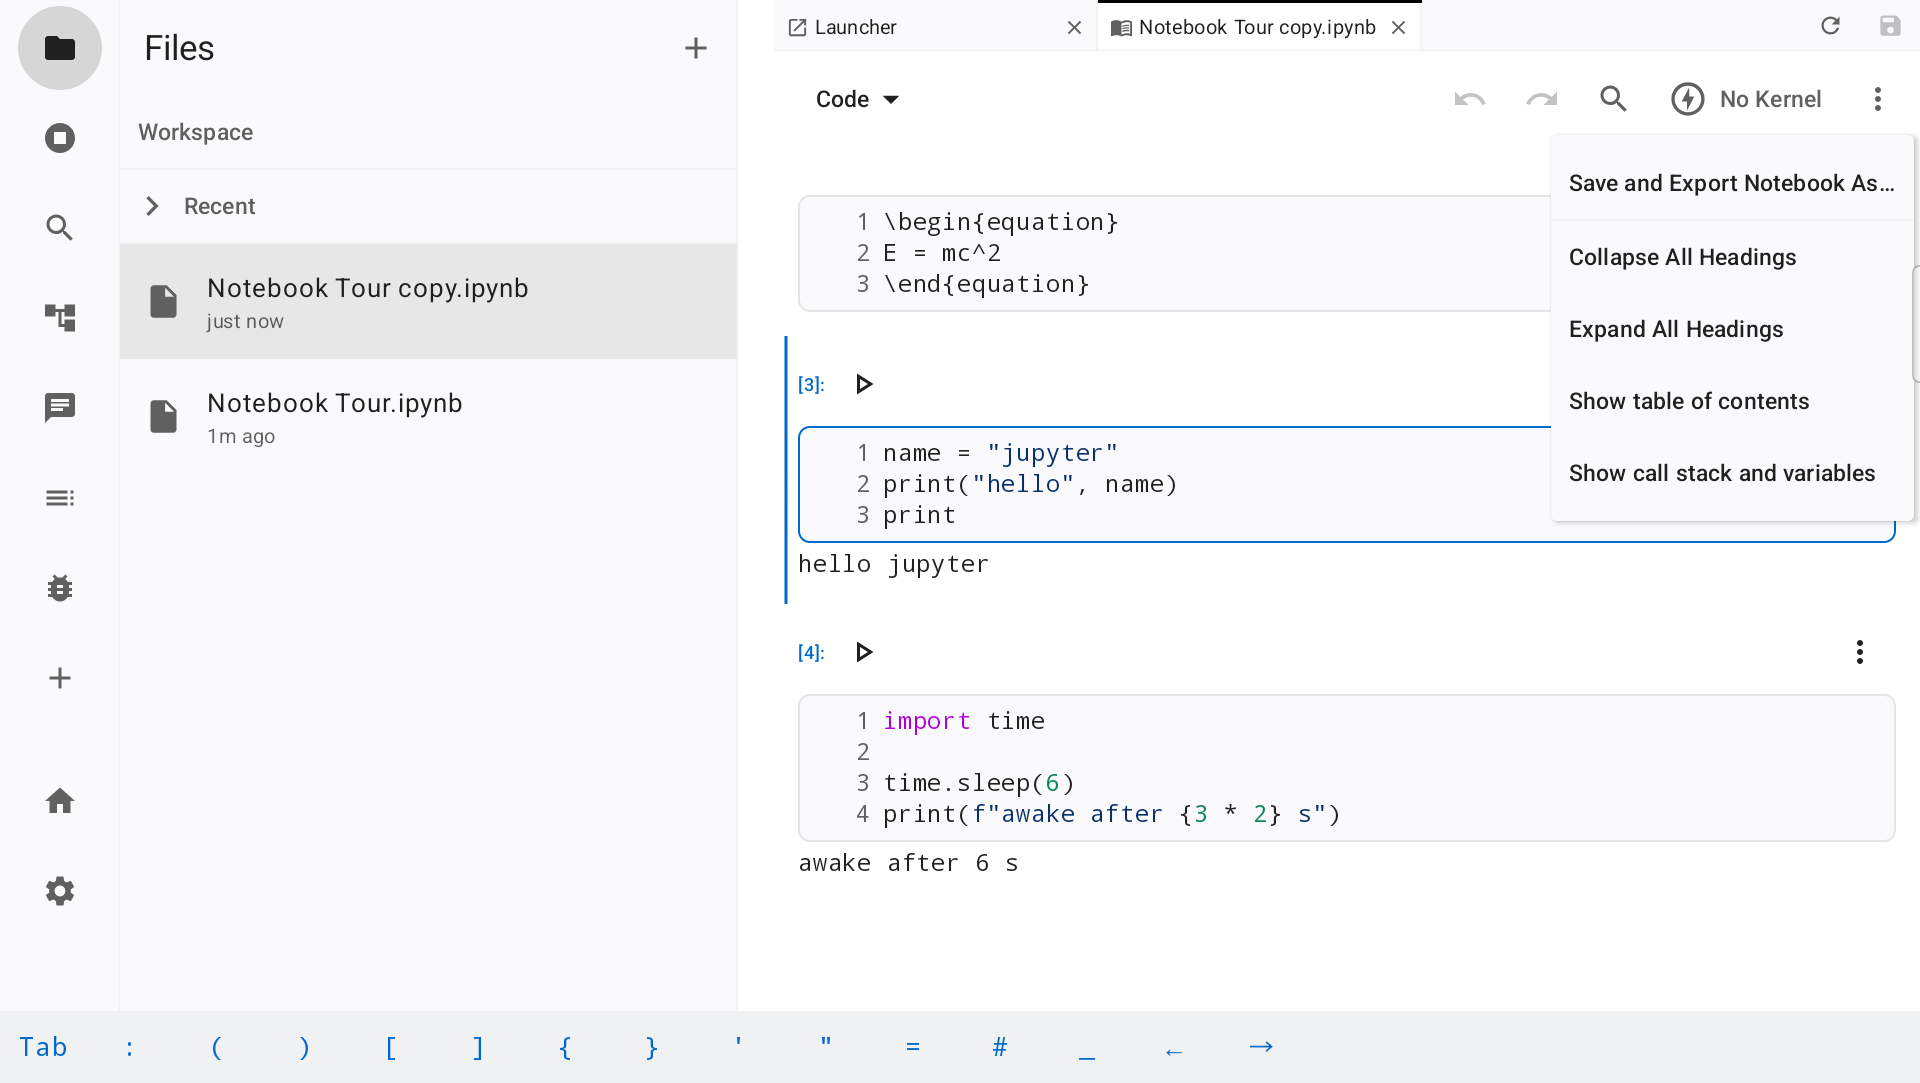 Files
Workspace
Recent
Notebook Tour copy.ipynb
just now
Notebook Tour.ipynb
1m ago
Launcher
Notebook Tour copy.ipynb
Code
No Kernel
Save and Export Notebook As...
Collapse All Headings
Expand All Headings
Show table of contents
Show call stack and variables
1 \begin{equation}
2 E = mc^2
3 \end{equation}
[3]:
1 name = "jupyter"
2 print("hello", name)
3 print
hello jupyter
[4]:
1 import time
2
3 time.sleep(6)
4 print(f"awake after {3 * 2} s")
awake after 6 s
Tab : ( ) [ ] { } ' " = # _ ← →